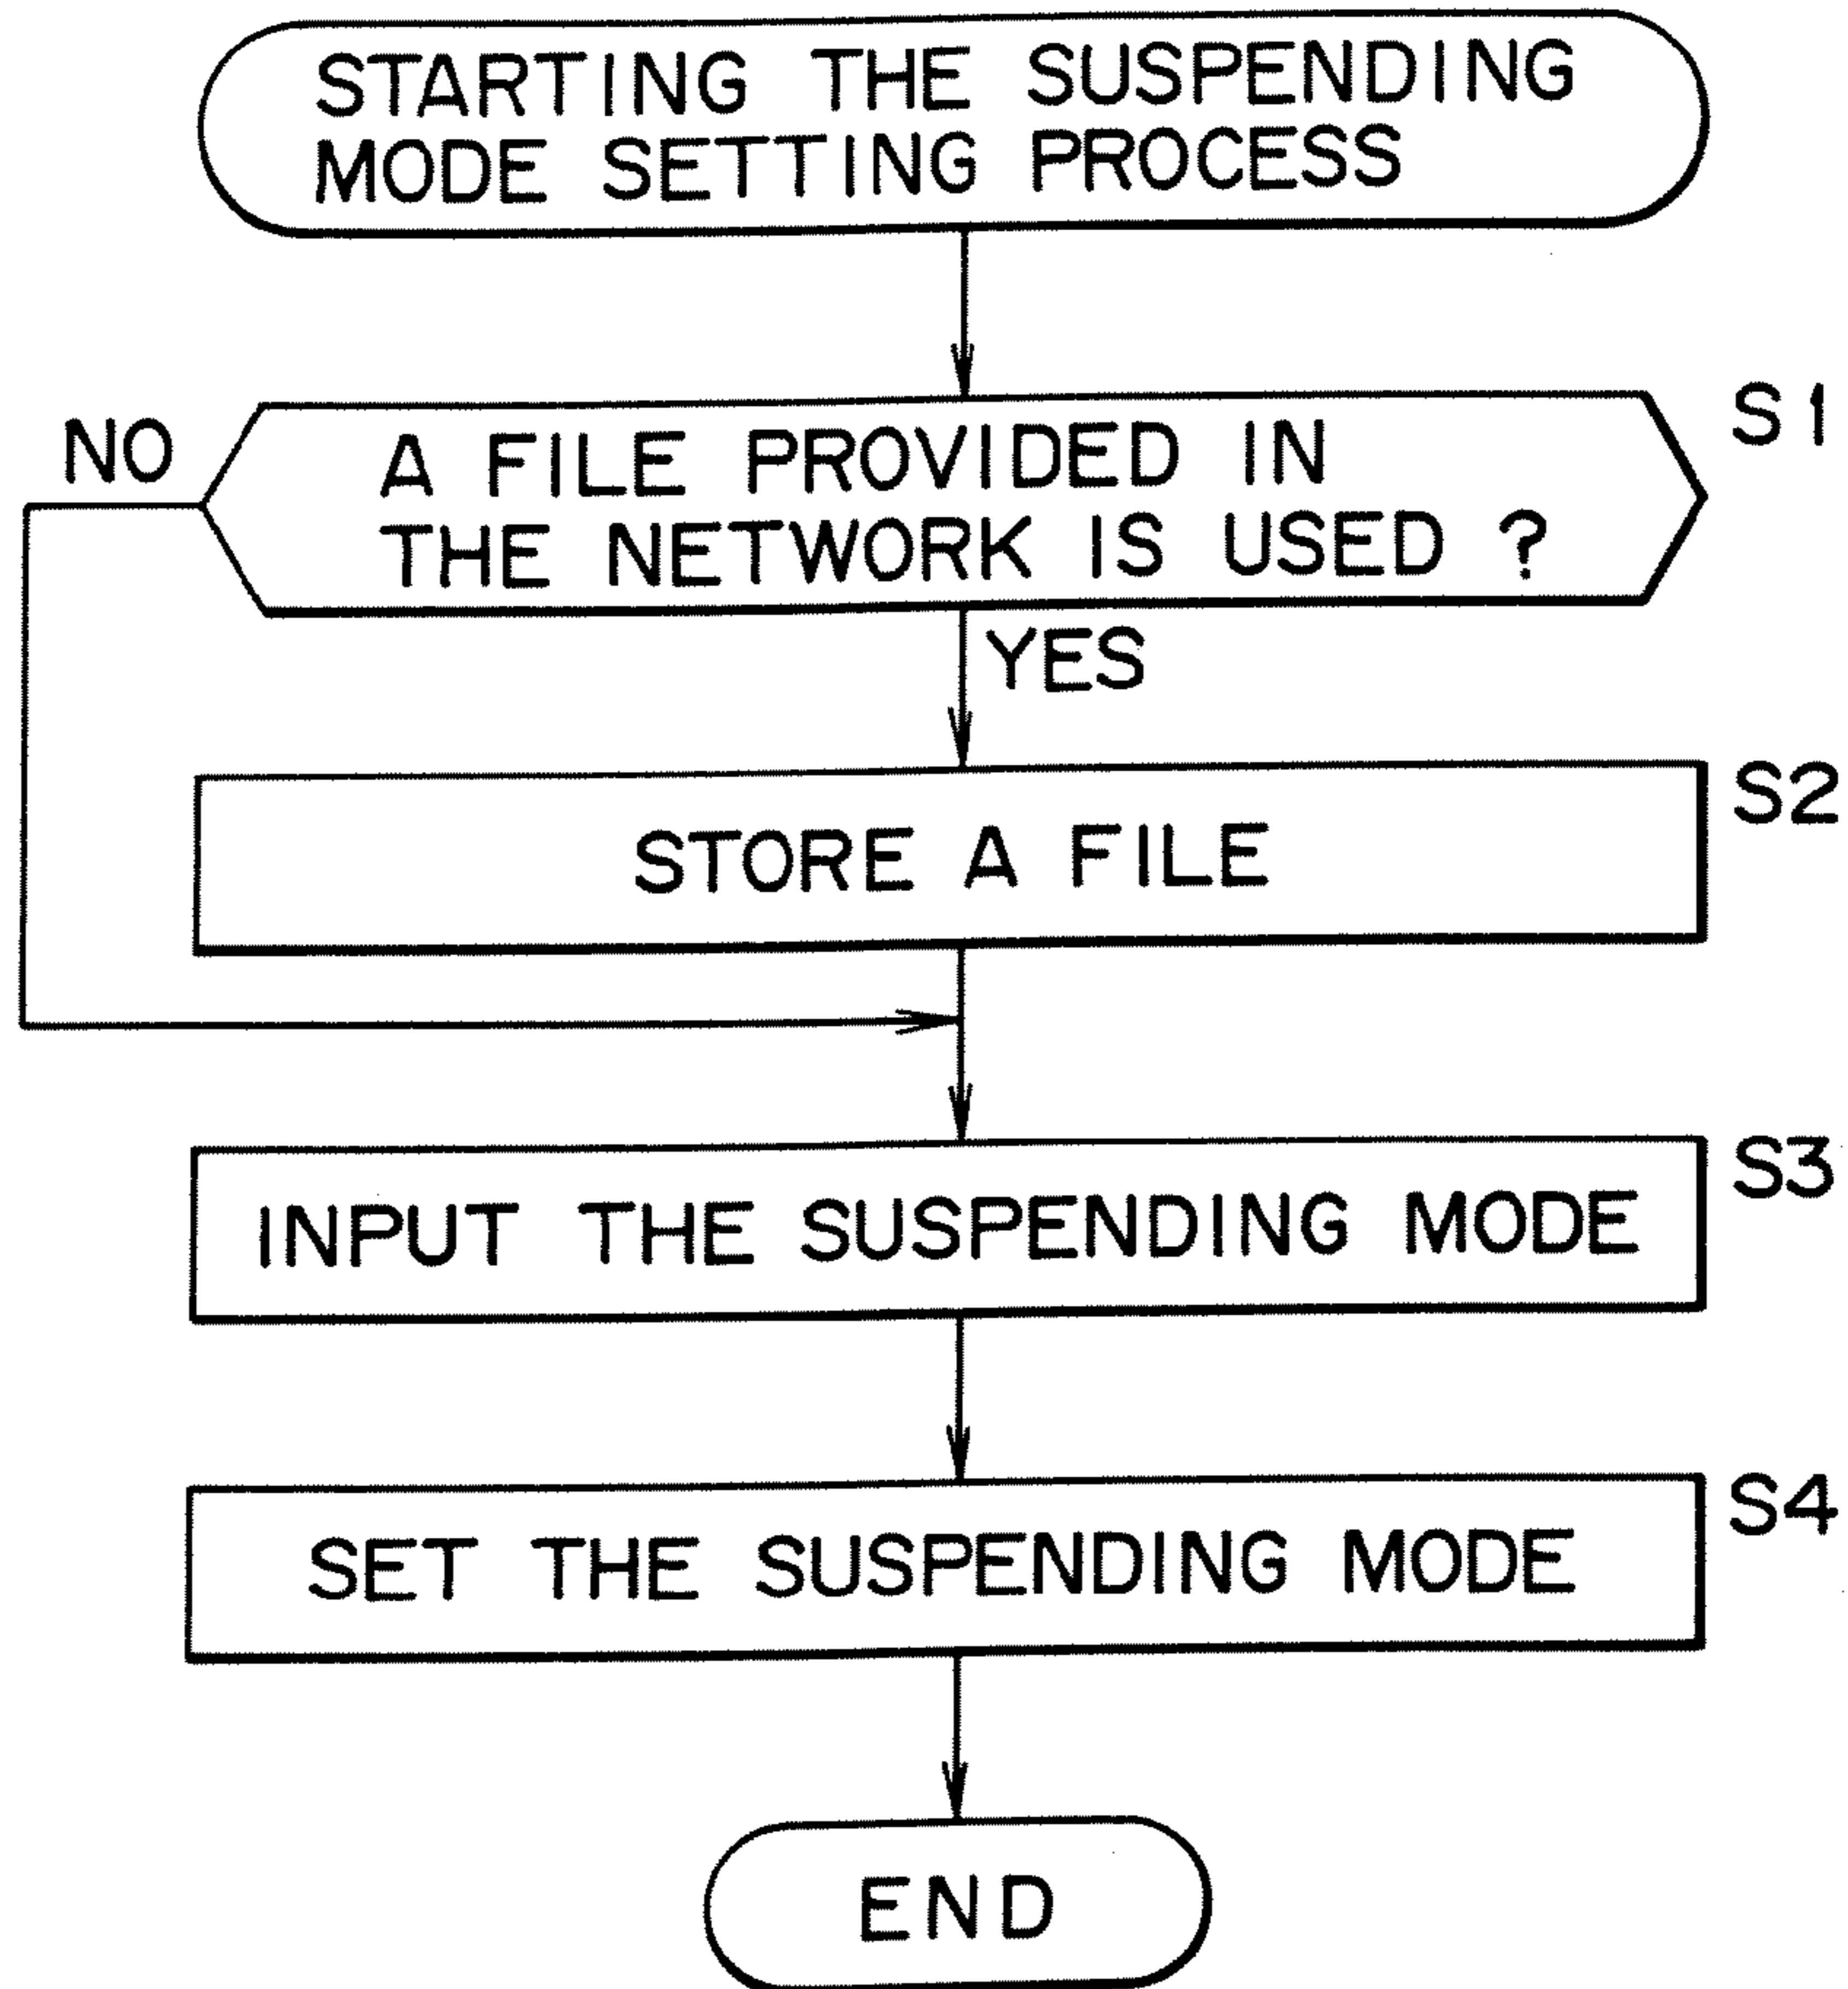 STARTING THE SUSPENDING
MODE SETTING PROCESS
NO
A FILE PROVIDED IN
THE NETWORK IS USED ?
S1
YES
STORE A FILE
S2
INPUT THE SUSPENDING MODE
S3
SET THE SUSPENDING MODE
S4
END